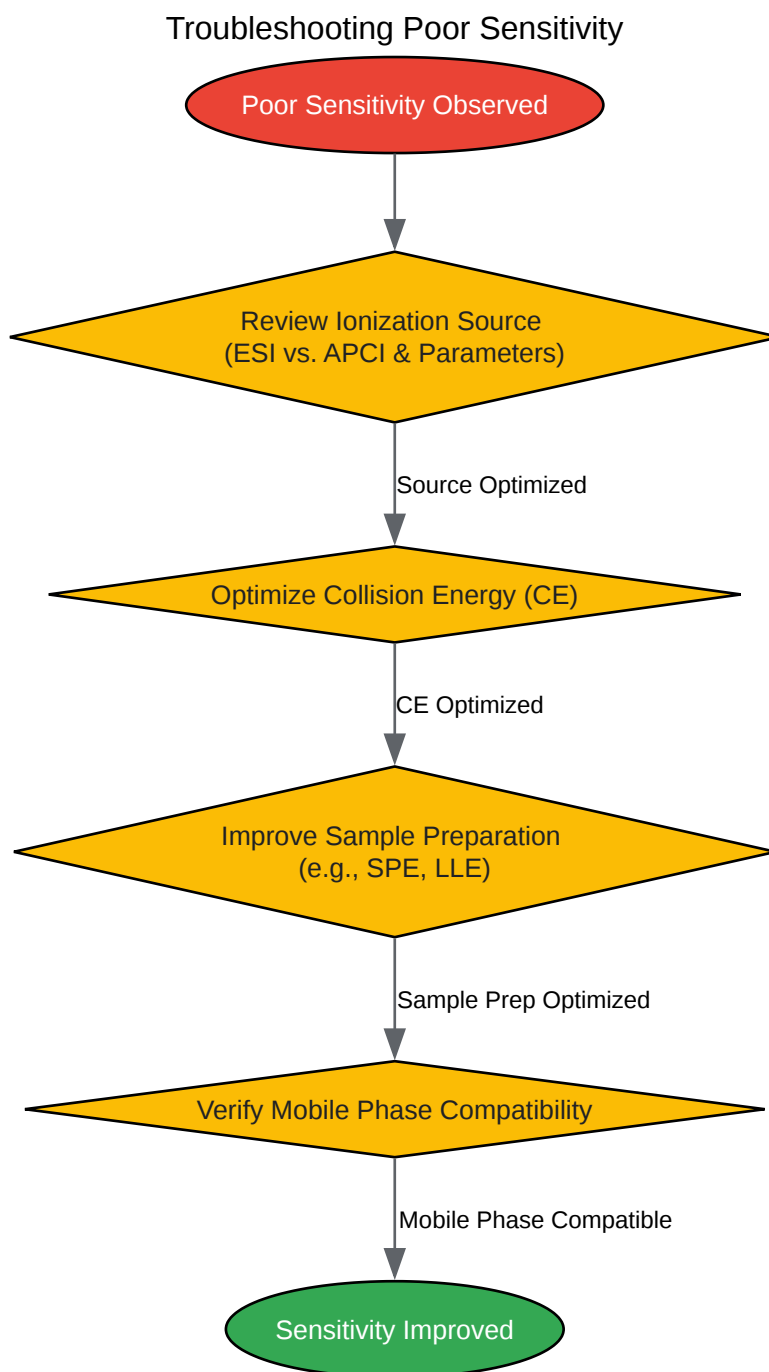 Troubleshooting Poor Sensitivity
Poor Sensitivity Observed
Review Ionization Source
(ESI vs. APCI & Parameters)
Source Optimized
Optimize Collision Energy (CE)
CE Optimized
Improve Sample Preparation
(e.g., SPE, LLE)
Sample Prep Optimized
Verify Mobile Phase Compatibility
Mobile Phase Compatible
Sensitivity Improved